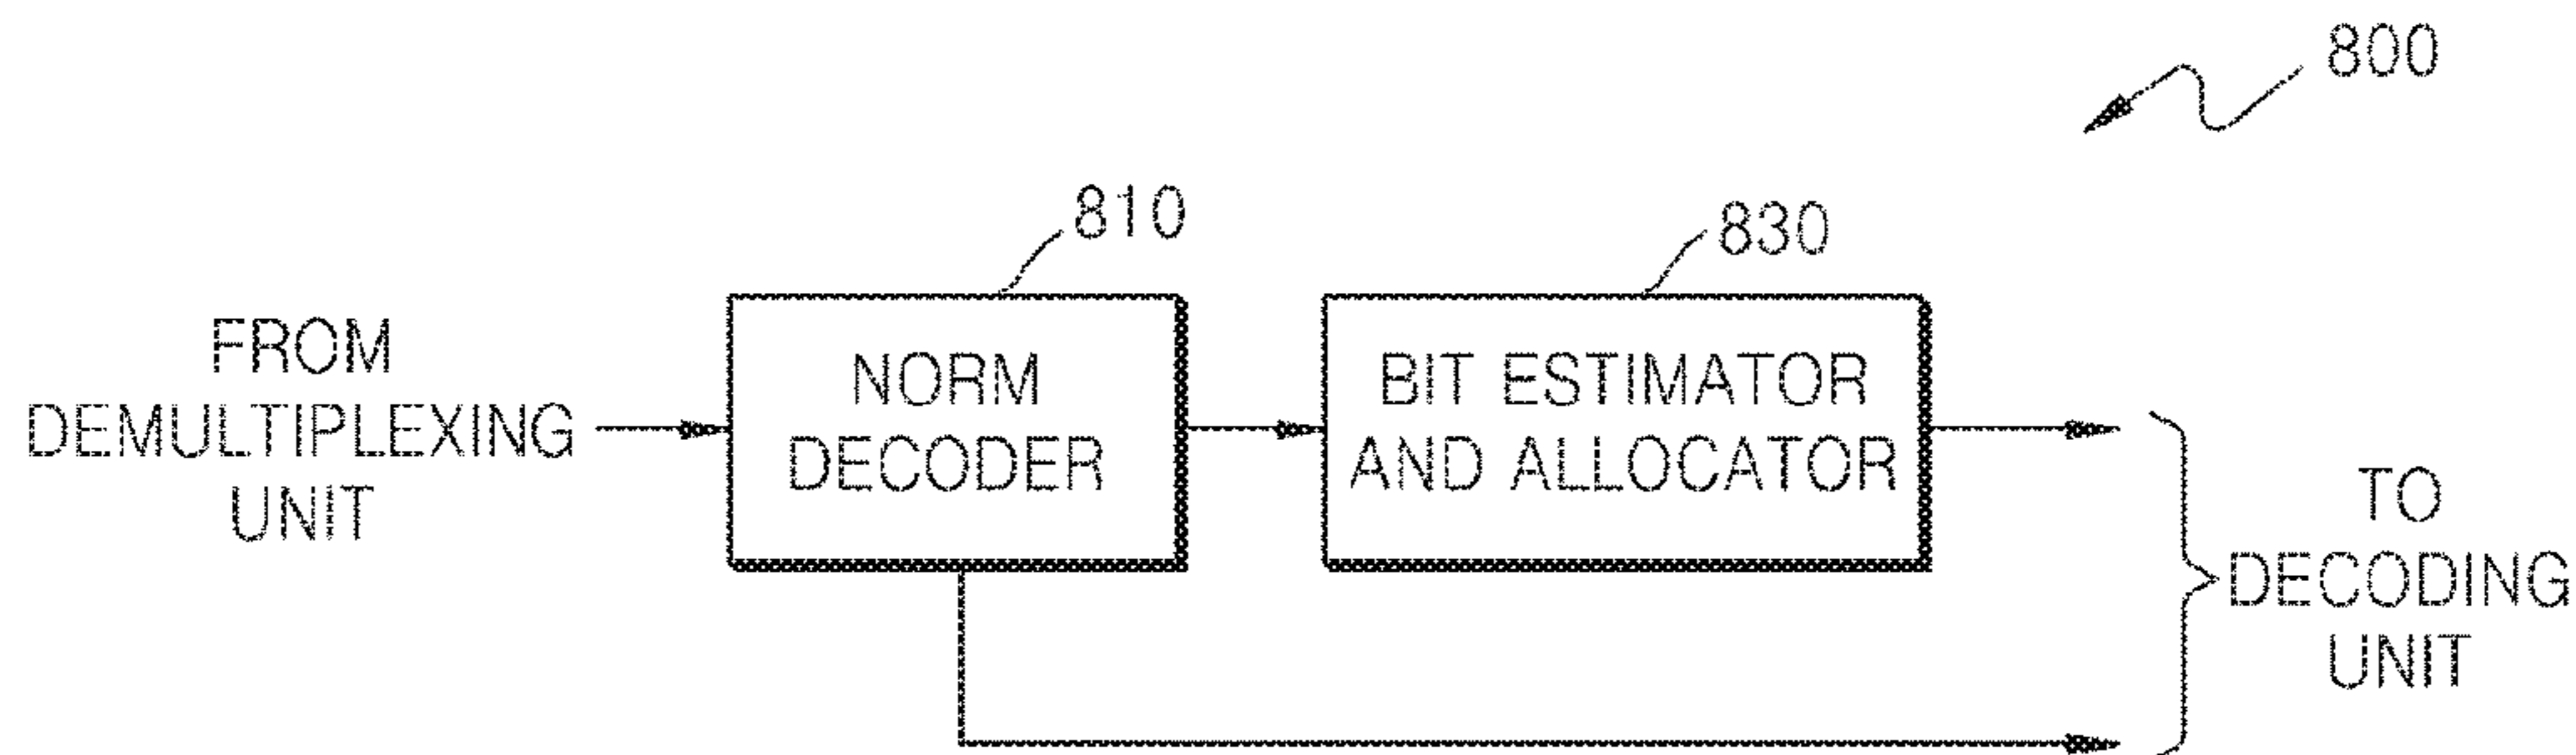 800
810
830
FROM
DEMULTIPLEXING
UNIT
NORM
DECODER
BIT ESTIMATOR
AND ALLOCATOR
TO
DECODING
UNIT